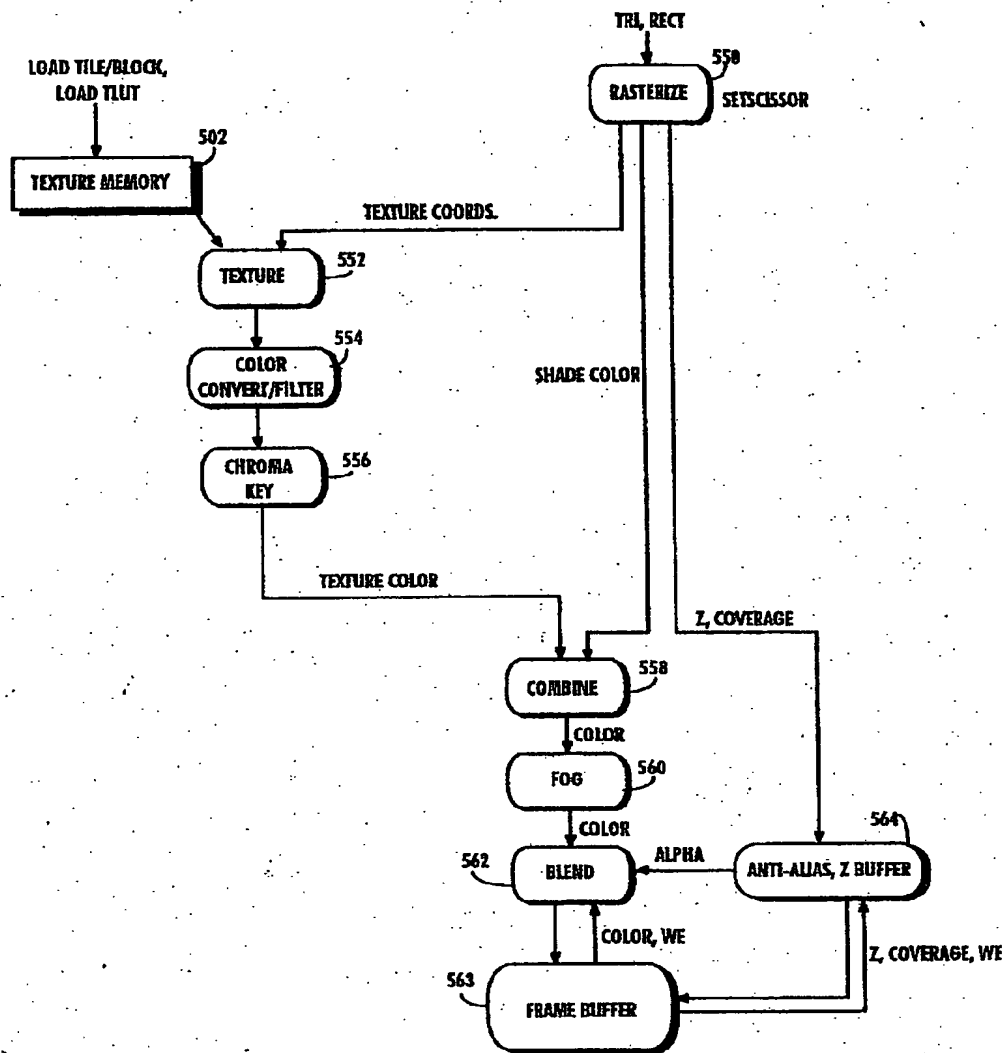 TRI, RECT
LOAD TILE/BLOCK,
LOAD TLUT
550
RASTERIZE
SETSCISSOR
502
TEXTURE MEMORY
TEXTURE COORDS.
552
TEXTURE
554
COLOR
CONVERT/FILTER
SHADE COLOR
556
CHROMA
KEY
TEXTURE COLOR
Z, COVERAGE
558
COMBINE
COLOR
560
FOG
COLOR
564
562
BLEND
ALPHA
ANTI-ALIAS, Z BUFFER
COLOR, WE
Z, COVERAGE, WE
563
FRAME BUFFER